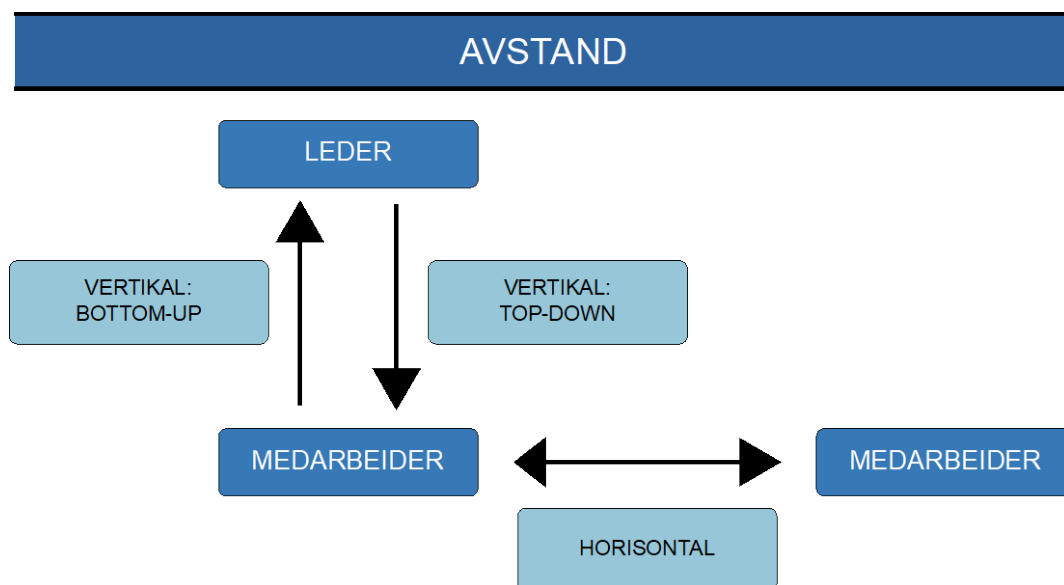 AVSTAND
LEDER
VERTIKAL:
BOTTOM-UP
VERTIKAL:
TOP-DOWN
MEDARBEIDER
MEDARBEIDER
HORISONTAL